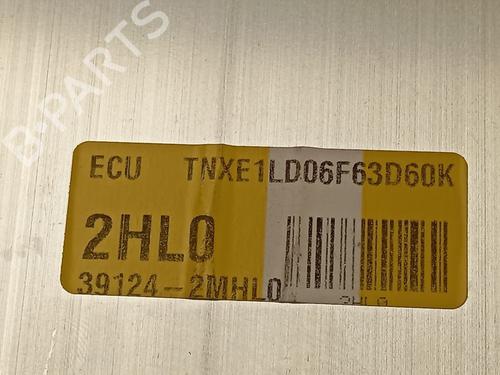 B-PARTS
ECU TNXE1LD06F63D60K
2HL0
39124-2MHL0
2HL0